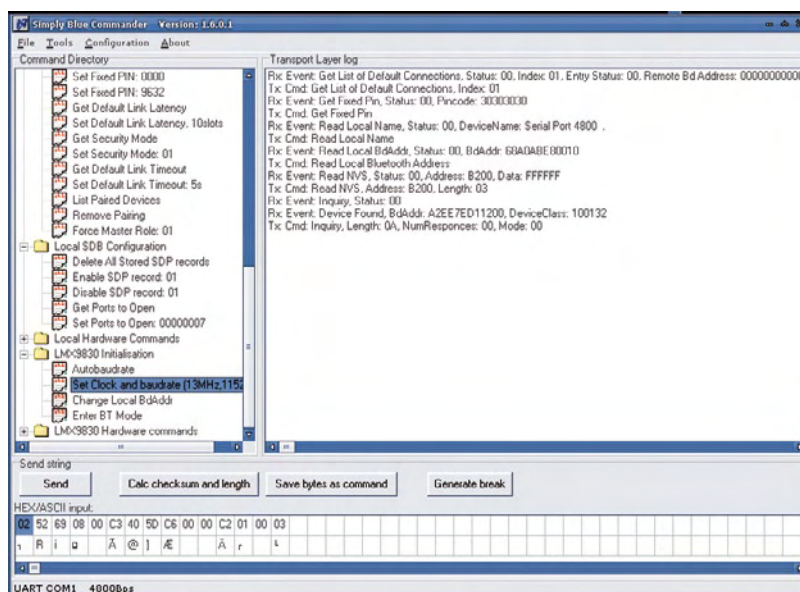 Simply Blue Commander Version: 1.6.0.1
File Tools Configuration About
Command Directory
Set Fixed PIN: 0000
Set Fixed PIN: 9632
Get Default Link Latency
Set Default Link Latency, 10slots
Get Security Mode
Set Security Mode: 01
Get Default Link Timeout
Set Default Link Timeout: 5s
List Paired Devices
Remove Pairing
Force Master Role: 01
Local SDB Configuration
Delete All Stored SDP records
Enable SDP record: 01
Disable SDP record: 01
Get Ports to Open
Set Ports to Open: 00000007
Local Hardware Commands
LMX9830 Initialisation
Autobaudrate
Set Clock and baudrate (13MHz,1152
Change Local BdAddr
Enter BT Mode
LMX9830 Hardware commands
Transport Layer log
Rx Event: Get List of Default Connections, Status: 00, Index: 01, Entry Status: 00, Remote Bd Address: 00000000000
Tx Cmd: Get List of Default Connections, Index: 01
Rx Event: Get Fixed Pin, Status: 00, Pincode: 30303030
Tx Cmd: Get Fixed Pin
Rx Event: Read Local Name, Status: 00, DeviceName: Serial Port 4800 .
Tx Cmd: Read Local Name
Rx Event: Read Local BdAddr, Status: 00, BdAddr: 68A0ABE80010
Tx Cmd: Read Local Bluetooth Address
Rx Event: Read NVS, Status: 00, Address: B200, Data: FFFFFF
Tx Cmd: Read NVS, Address: B200, Length: 03
Rx Event: Inquiry, Status: 00
Rx Event: Device Found, BdAddr: A2EE7ED11200, DeviceClass: 100132
Tx Cmd: Inquiry, Length: 0A, NumResponces: 00, Mode: 00
Send string
Send Calc checksum and length Save bytes as command Generate break
HEX/ASCII input:
02 52 69 08 00 C3 40 5D C6 00 00 C2 01 00 03
┐ R i ◘ Ã @ ] Æ Â ┌ └
UART COM1 4800Bps